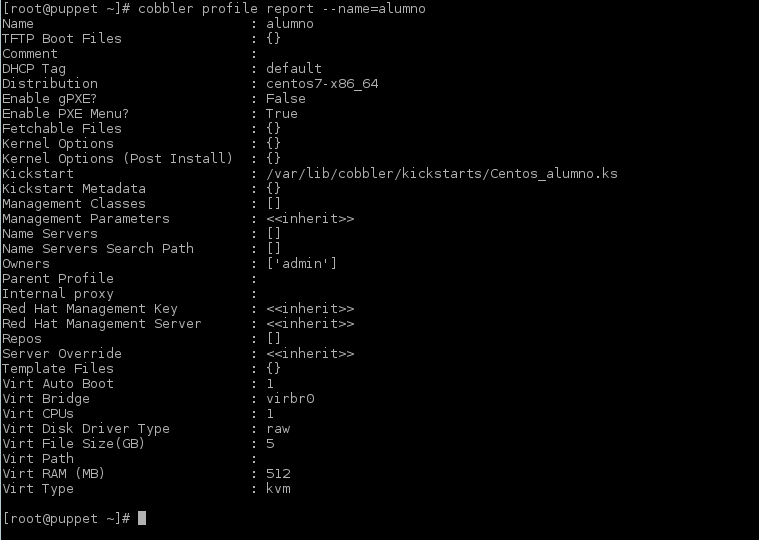 [root@puppet ~]# cobbler profile report --name=alumno
Name                           : alumno
TFTP Boot Files                : {}
Comment                        :
DHCP Tag                       : default
Distribution                   : centos7-x86_64
Enable gPXE?                   : False
Enable PXE Menu?               : True
Fetchable Files                : {}
Kernel Options                 : {}
Kernel Options (Post Install)  : {}
Kickstart                      : /var/lib/cobbler/kickstarts/Centos_alumno.ks
Kickstart Metadata             : {}
Management Classes             : []
Management Parameters          : <<inherit>>
Name Servers                   : []
Name Servers Search Path       : []
Owners                         : ['admin']
Parent Profile                 :
Internal proxy                 :
Red Hat Management Key         : <<inherit>>
Red Hat Management Server      : <<inherit>>
Repos                          : []
Server Override                : <<inherit>>
Template Files                 : {}
Virt Auto Boot                 : 1
Virt Bridge                    : virbr0
Virt CPUs                      : 1
Virt Disk Driver Type          : raw
Virt File Size(GB)             : 5
Virt Path                      :
Virt RAM (MB)                  : 512
Virt Type                      : kvm
[root@puppet ~]#